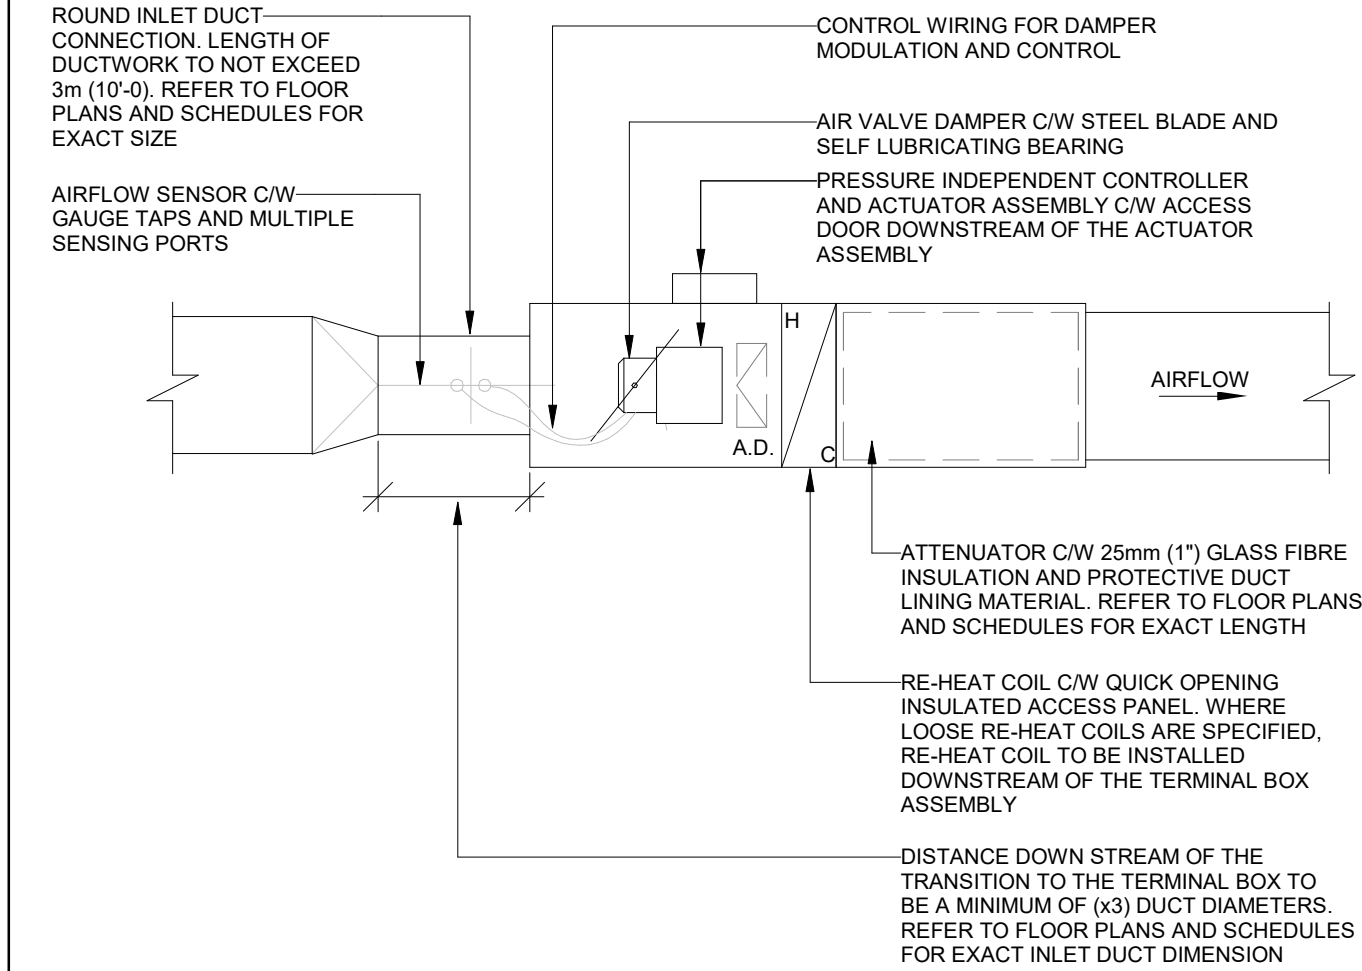 ROUND INLET DUCT
CONNECTION. LENGTH OF
DUCTWORK TO NOT EXCEED
3m (10'-0). REFER TO FLOOR
PLANS AND SCHEDULES FOR
EXACT SIZE
AIRFLOW SENSOR C/W
GAUGE TAPS AND MULTIPLE
SENSING PORTS
CONTROL WIRING FOR DAMPER
MODULATION AND CONTROL
AIR VALVE DAMPER C/W STEEL BLADE AND
SELF LUBRICATING BEARING
PRESSURE INDEPENDENT CONTROLLER
AND ACTUATOR ASSEMBLY C/W ACCESS
DOOR DOWNSTREAM OF THE ACTUATOR
ASSEMBLY
H
A.D.
C
AIRFLOW
ATTENUATOR C/W 25mm (1") GLASS FIBRE
INSULATION AND PROTECTIVE DUCT
LINING MATERIAL. REFER TO FLOOR PLANS
AND SCHEDULES FOR EXACT LENGTH
RE-HEAT COIL C/W QUICK OPENING
INSULATED ACCESS PANEL. WHERE
LOOSE RE-HEAT COILS ARE SPECIFIED,
RE-HEAT COIL TO BE INSTALLED
DOWNSTREAM OF THE TERMINAL BOX
ASSEMBLY
DISTANCE DOWN STREAM OF THE
TRANSITION TO THE TERMINAL BOX TO
BE A MINIMUM OF (x3) DUCT DIAMETERS.
REFER TO FLOOR PLANS AND SCHEDULES
FOR EXACT INLET DUCT DIMENSION